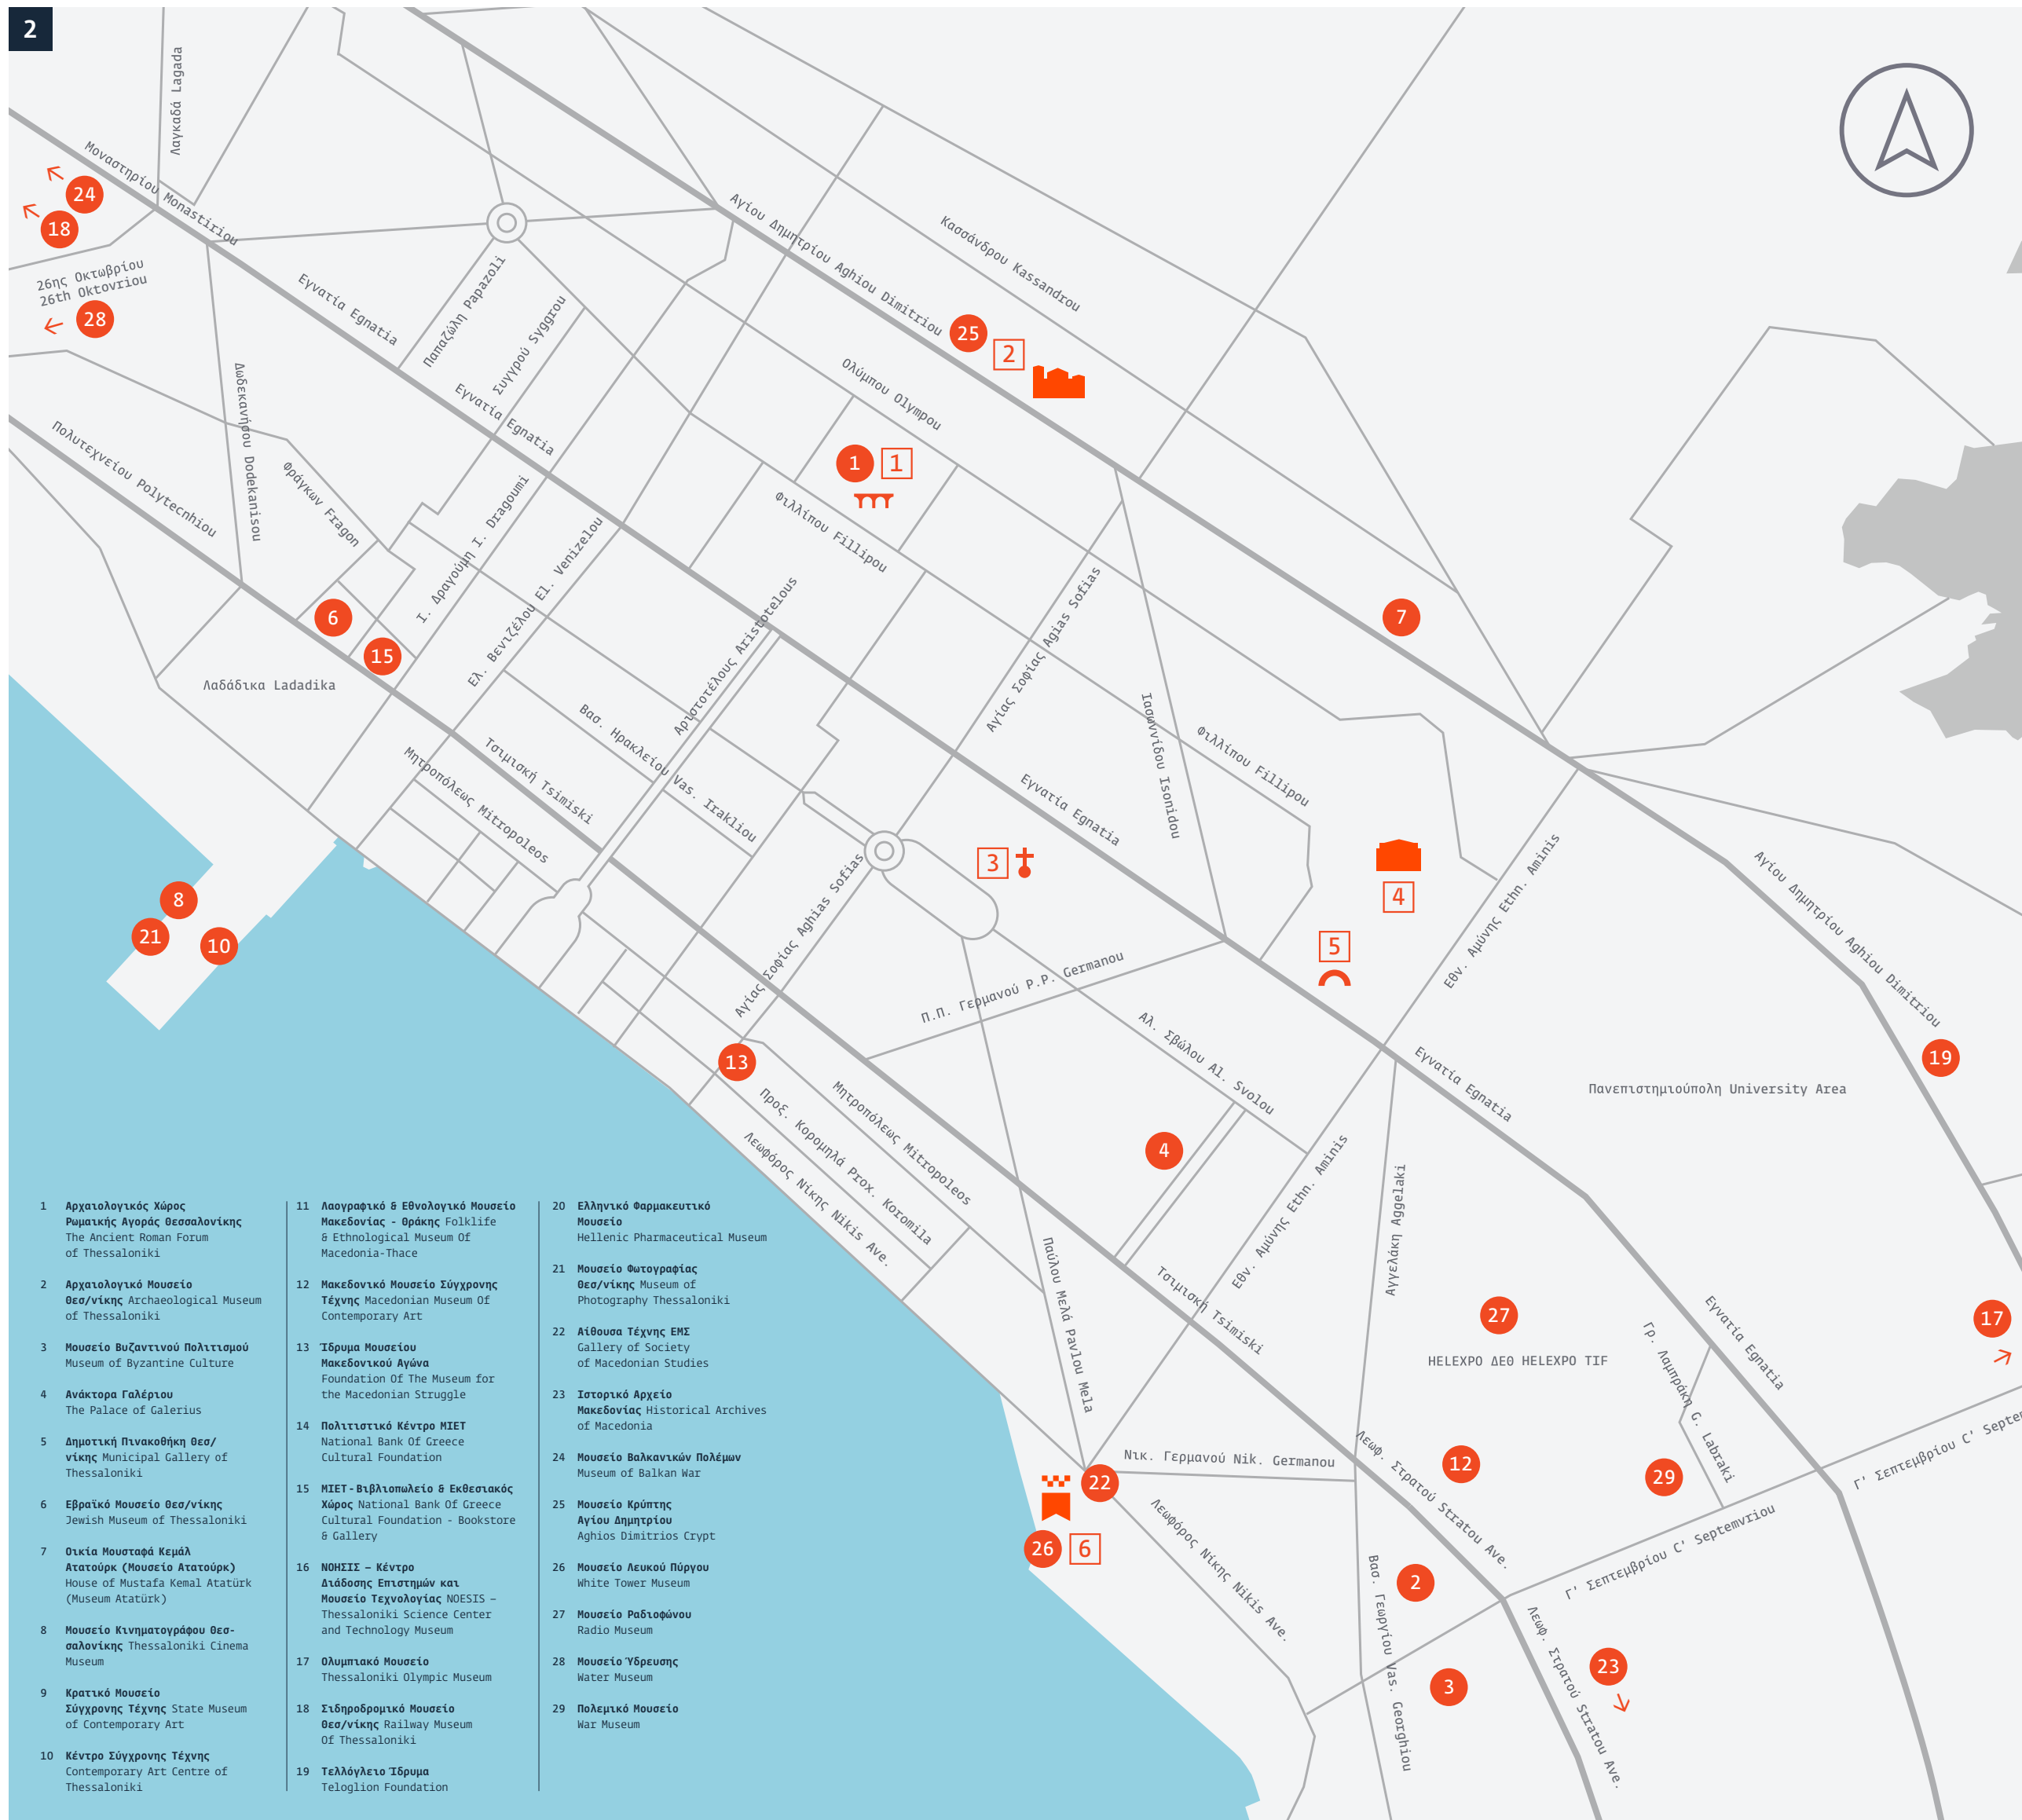 2
Λαγκαδά Lagada
Μοναστηρίου Monastiriou
24
18
26ης Οκτωβρίου
26th Oktovriou
28
Εγνατία Egnatia
Παπαζώλη Papazoli
Συγγρού Syggrou
Εγνατία Egnatia
Αγίου Δημητρίου Aghiou Dimitriou
Κασσάνδρου Kassandrou
25
2
Ολύμπου Olympou
1
1
Φιλλίπου Fillipou
Δωδεκανήσου Dodekanisou
Πολυτεχνείου Polytecnhiou
Φράγκων Fragon
Ι. Δραγούμη I. Dragoumi
Ελ. Βενιζέλου El. Venizelou
6
15
Λαδάδικα Ladadika
Αριστοτέλους Aristotelous
Αγίας Σοφίας Agias Sofias
7
Βασ. Ηρακλείου Vas. Irakliou
Τσιμισκή Tsimiski
Μητροπόλεως Mitropoleos
Ιασωννίδου Isonidou
Φιλλίπου Fillipou
Εγνατία Egnatia
3
4
5
Εθν. Αμύνης Ethn. Aminis
Αγίου Δημητρίου Aghiou Dimitriou
8
21
10
Αγίας Σοφίας Aghias Sofias
Π.Π. Γερμανού P.P. Germanou
Αλ. Σβώλου Al. Svolou
13
Εγνατία Egnatia
19
Πανεπιστημιούπολη University Area
Προξ. Κορομηλά Prox. Koromila
Μητροπόλεως Mitropoleos
Λεωφόρος Νίκης Nikis Ave.
4
Εθν. Αμύνης Ethn. Aminis
Αγγελάκη Aggelaki
Παύλου Μελά Pavlou Mela
Τσιμισκή Tsimiski
27
HELEXPO ΔΕΘ HELEXPO TIF
Γρ. Λαμπράκη G. Labraki
Εγνατία Egnatia
17
Νικ. Γερμανού Nik. Germanou
22
26
6
Λεωφ. Στρατού Stratou Ave.
12
29
Γ' Σεπτεμβρίου C' Septemvriou
Γ' Σεπτεμβρίου C' Septe
Λεωφόρος Νίκης Nikis Ave.
Βασ. Γεωργίου Vas. Georghiou
2
3
23
Λεωφ. Στρατού Stratou Ave.
1 Αρχαιολογικός Χώρος
Ρωμαικής Αγοράς Θεσσαλονίκης
The Ancient Roman Forum
of Thessaloniki
2 Αρχαιολογικό Μουσείο
Θεσ/νίκης Archaeological Museum
of Thessaloniki
3 Μουσείο Βυζαντινού Πολιτισμού
Museum of Byzantine Culture
4 Ανάκτορα Γαλέριου
The Palace of Galerius
5 Δημοτική Πινακοθήκη Θεσ/
νίκης Municipal Gallery of
Thessaloniki
6 Εβραϊκό Μουσείο Θεσ/νίκης
Jewish Museum of Thessaloniki
7 Οικία Μουσταφά Κεμάλ
Ατατούρκ (Μουσείο Ατατούρκ)
House of Mustafa Kemal Atatürk
(Museum Atatürk)
8 Μουσείο Κινηματογράφου Θεσ-
σαλονίκης Thessaloniki Cinema
Museum
9 Κρατικό Μουσείο
Σύγχρονης Τέχνης State Museum
of Contemporary Art
10 Κέντρο Σύγχρονης Τέχνης
Contemporary Art Centre of
Thessaloniki
11 Λαογραφικό & Εθνολογικό Μουσείο
Μακεδονίας - Θράκης Folklife
& Ethnological Museum Of
Macedonia-Thace
12 Μακεδονικό Μουσείο Σύγχρονης
Τέχνης Macedonian Museum Of
Contemporary Art
13 Ίδρυμα Μουσείου
Μακεδονικού Αγώνα
Foundation Of The Museum for
the Macedonian Struggle
14 Πολιτιστικό Κέντρο ΜΙΕΤ
National Bank Of Greece
Cultural Foundation
15 ΜΙΕΤ - Βιβλιοπωλείο & Εκθεσιακός
Χώρος National Bank Of Greece
Cultural Foundation - Bookstore
& Gallery
16 ΝΟΗΣΙΣ – Κέντρο
Διάδοσης Επιστημών και
Μουσείο Τεχνολογίας NOESIS –
Thessaloniki Science Center
and Technology Museum
17 Ολυμπιακό Μουσείο
Thessaloniki Olympic Museum
18 Σιδηροδρομικό Μουσείο
Θεσ/νίκης Railway Museum
Of Thessaloniki
19 Τελλόγλειο Ίδρυμα
Teloglion Foundation
20 Ελληνικό Φαρμακευτικό
Μουσείο
Hellenic Pharmaceutical Museum
21 Μουσείο Φωτογραφίας
Θεσ/νίκης Museum of
Photography Thessaloniki
22 Αίθουσα Τέχνης ΕΜΣ
Gallery of Society
of Macedonian Studies
23 Ιστορικό Αρχείο
Μακεδονίας Historical Archives
of Macedonia
24 Μουσείο Βαλκανικών Πολέμων
Museum of Balkan War
25 Μουσείο Κρύπτης
Αγίου Δημητρίου
Aghios Dimitrios Crypt
26 Μουσείο Λευκού Πύργου
White Tower Museum
27 Μουσείο Ραδιοφώνου
Radio Museum
28 Μουσείο Ύδρευσης
Water Museum
29 Πολεμικό Μουσείο
War Museum